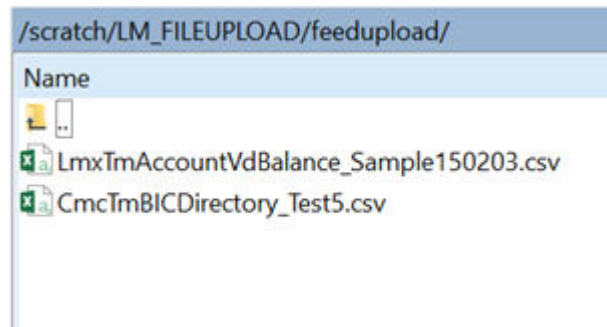 /scratch/LM_FILEUPLOAD/feedupload/
Name
..
LmxTmAccountVdBalance_Sample150203.csv
CmcTmBICDirectory_Test5.csv